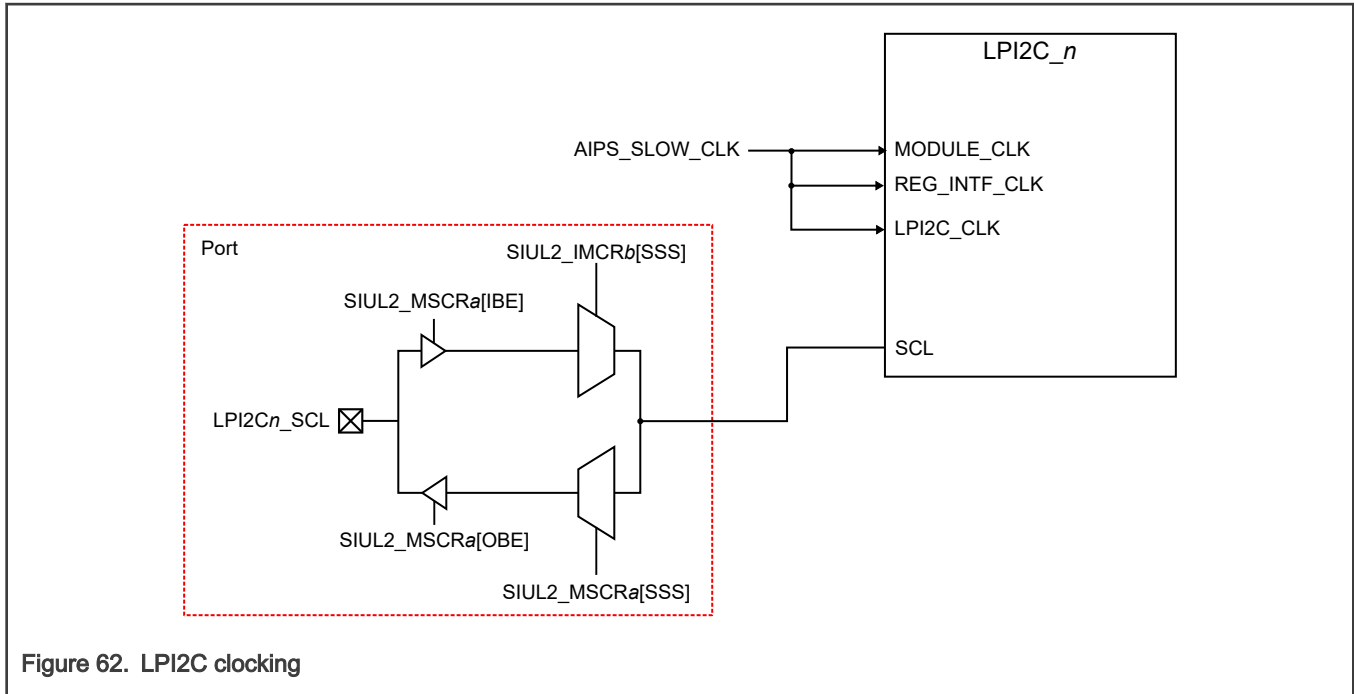 LPI2C_n
AIPS_SLOW_CLK
MODULE_CLK
REG_INTF_CLK
LPI2C_CLK
Port
SIUL2_IMCRb[SSS]
SIUL2_MSCRa[IBE]
SCL
LPI2Cn_SCL
SIUL2_MSCRa[OBE]
SIUL2_MSCRa[SSS]
Figure 62. LPI2C clocking